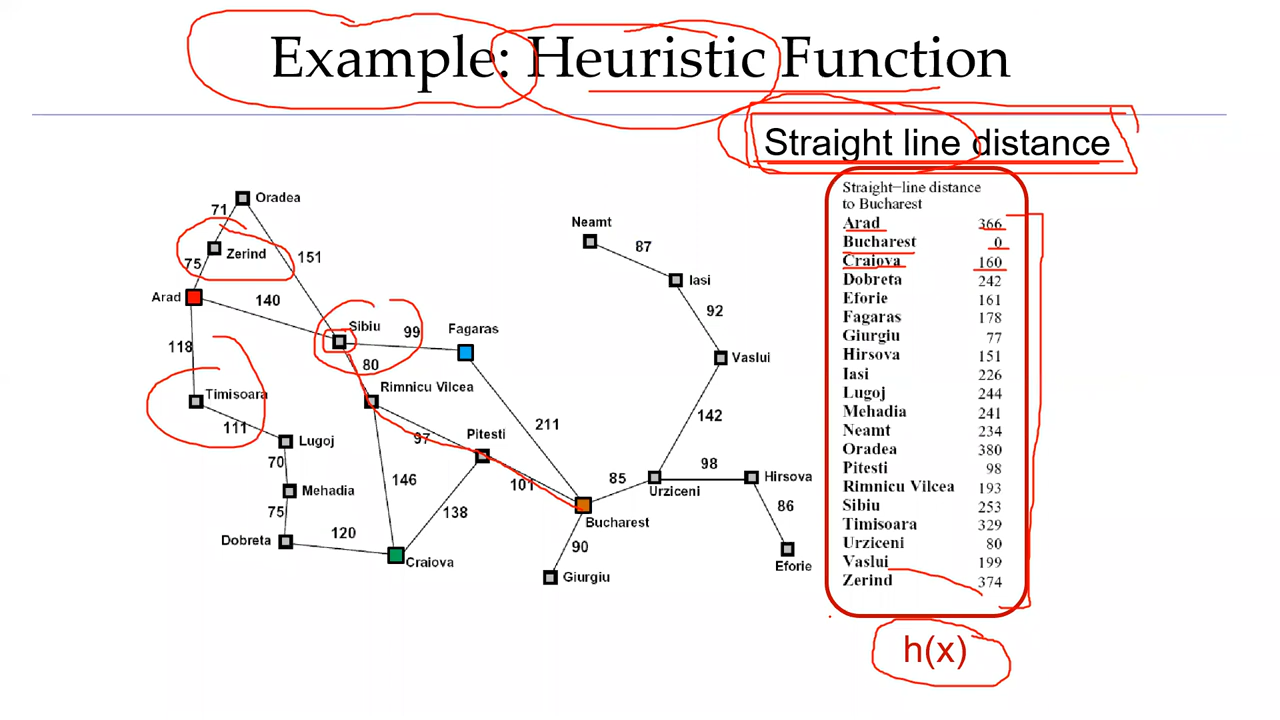 Example: Heuristic Function
Straight line distance
Oradea
71
Zerind
151
75
Arad
140
118
Sibiu
99
Fagaras
80
Rimnicu Vilcea
Timisoara
111
Lugoj
97
Pitesti
211
70
Mehadia
146
101
75
138
Dobreta
120
Craiova
Bucharest
90
Giurgiu
85
Urziceni
98
Hirsova
86
Eforie
142
Vaslui
92
Iasi
87
Neamt
Straight−line distance
to Bucharest
Arad 366
Bucharest 0
Craiova 160
Dobreta 242
Eforie 161
Fagaras 178
Giurgiu 77
Hirsova 151
Iasi 226
Lugoj 244
Mehadia 241
Neamt 234
Oradea 380
Pitesti 98
Rimnicu Vilcea 193
Sibiu 253
Timisoara 329
Urziceni 80
Vaslui 199
Zerind 374
h(x)